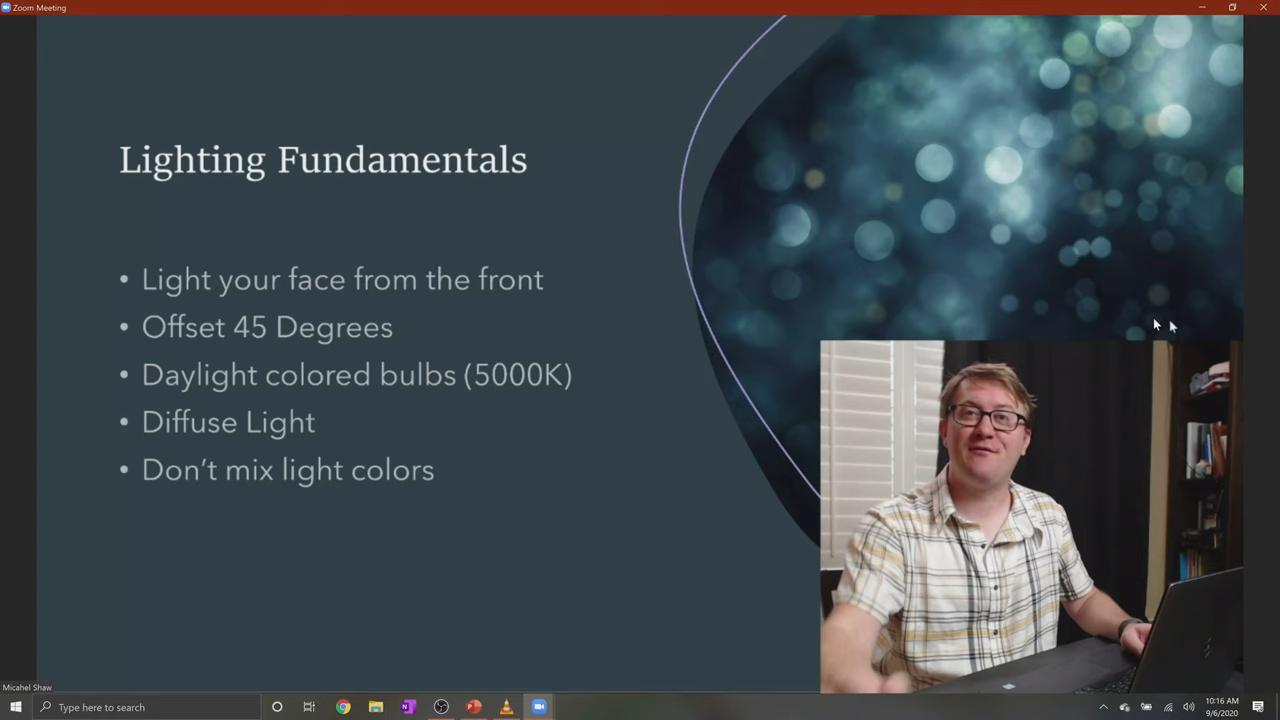 Zoom Meeting
Lighting Fundamentals
• Light your face from the front
• Offset 45 Degrees
• Daylight colored bulbs (5000K)
• Diffuse Light
• Don’t mix light colors
Micahel Shaw
Type here to search
10:16 AM
9/6/2020